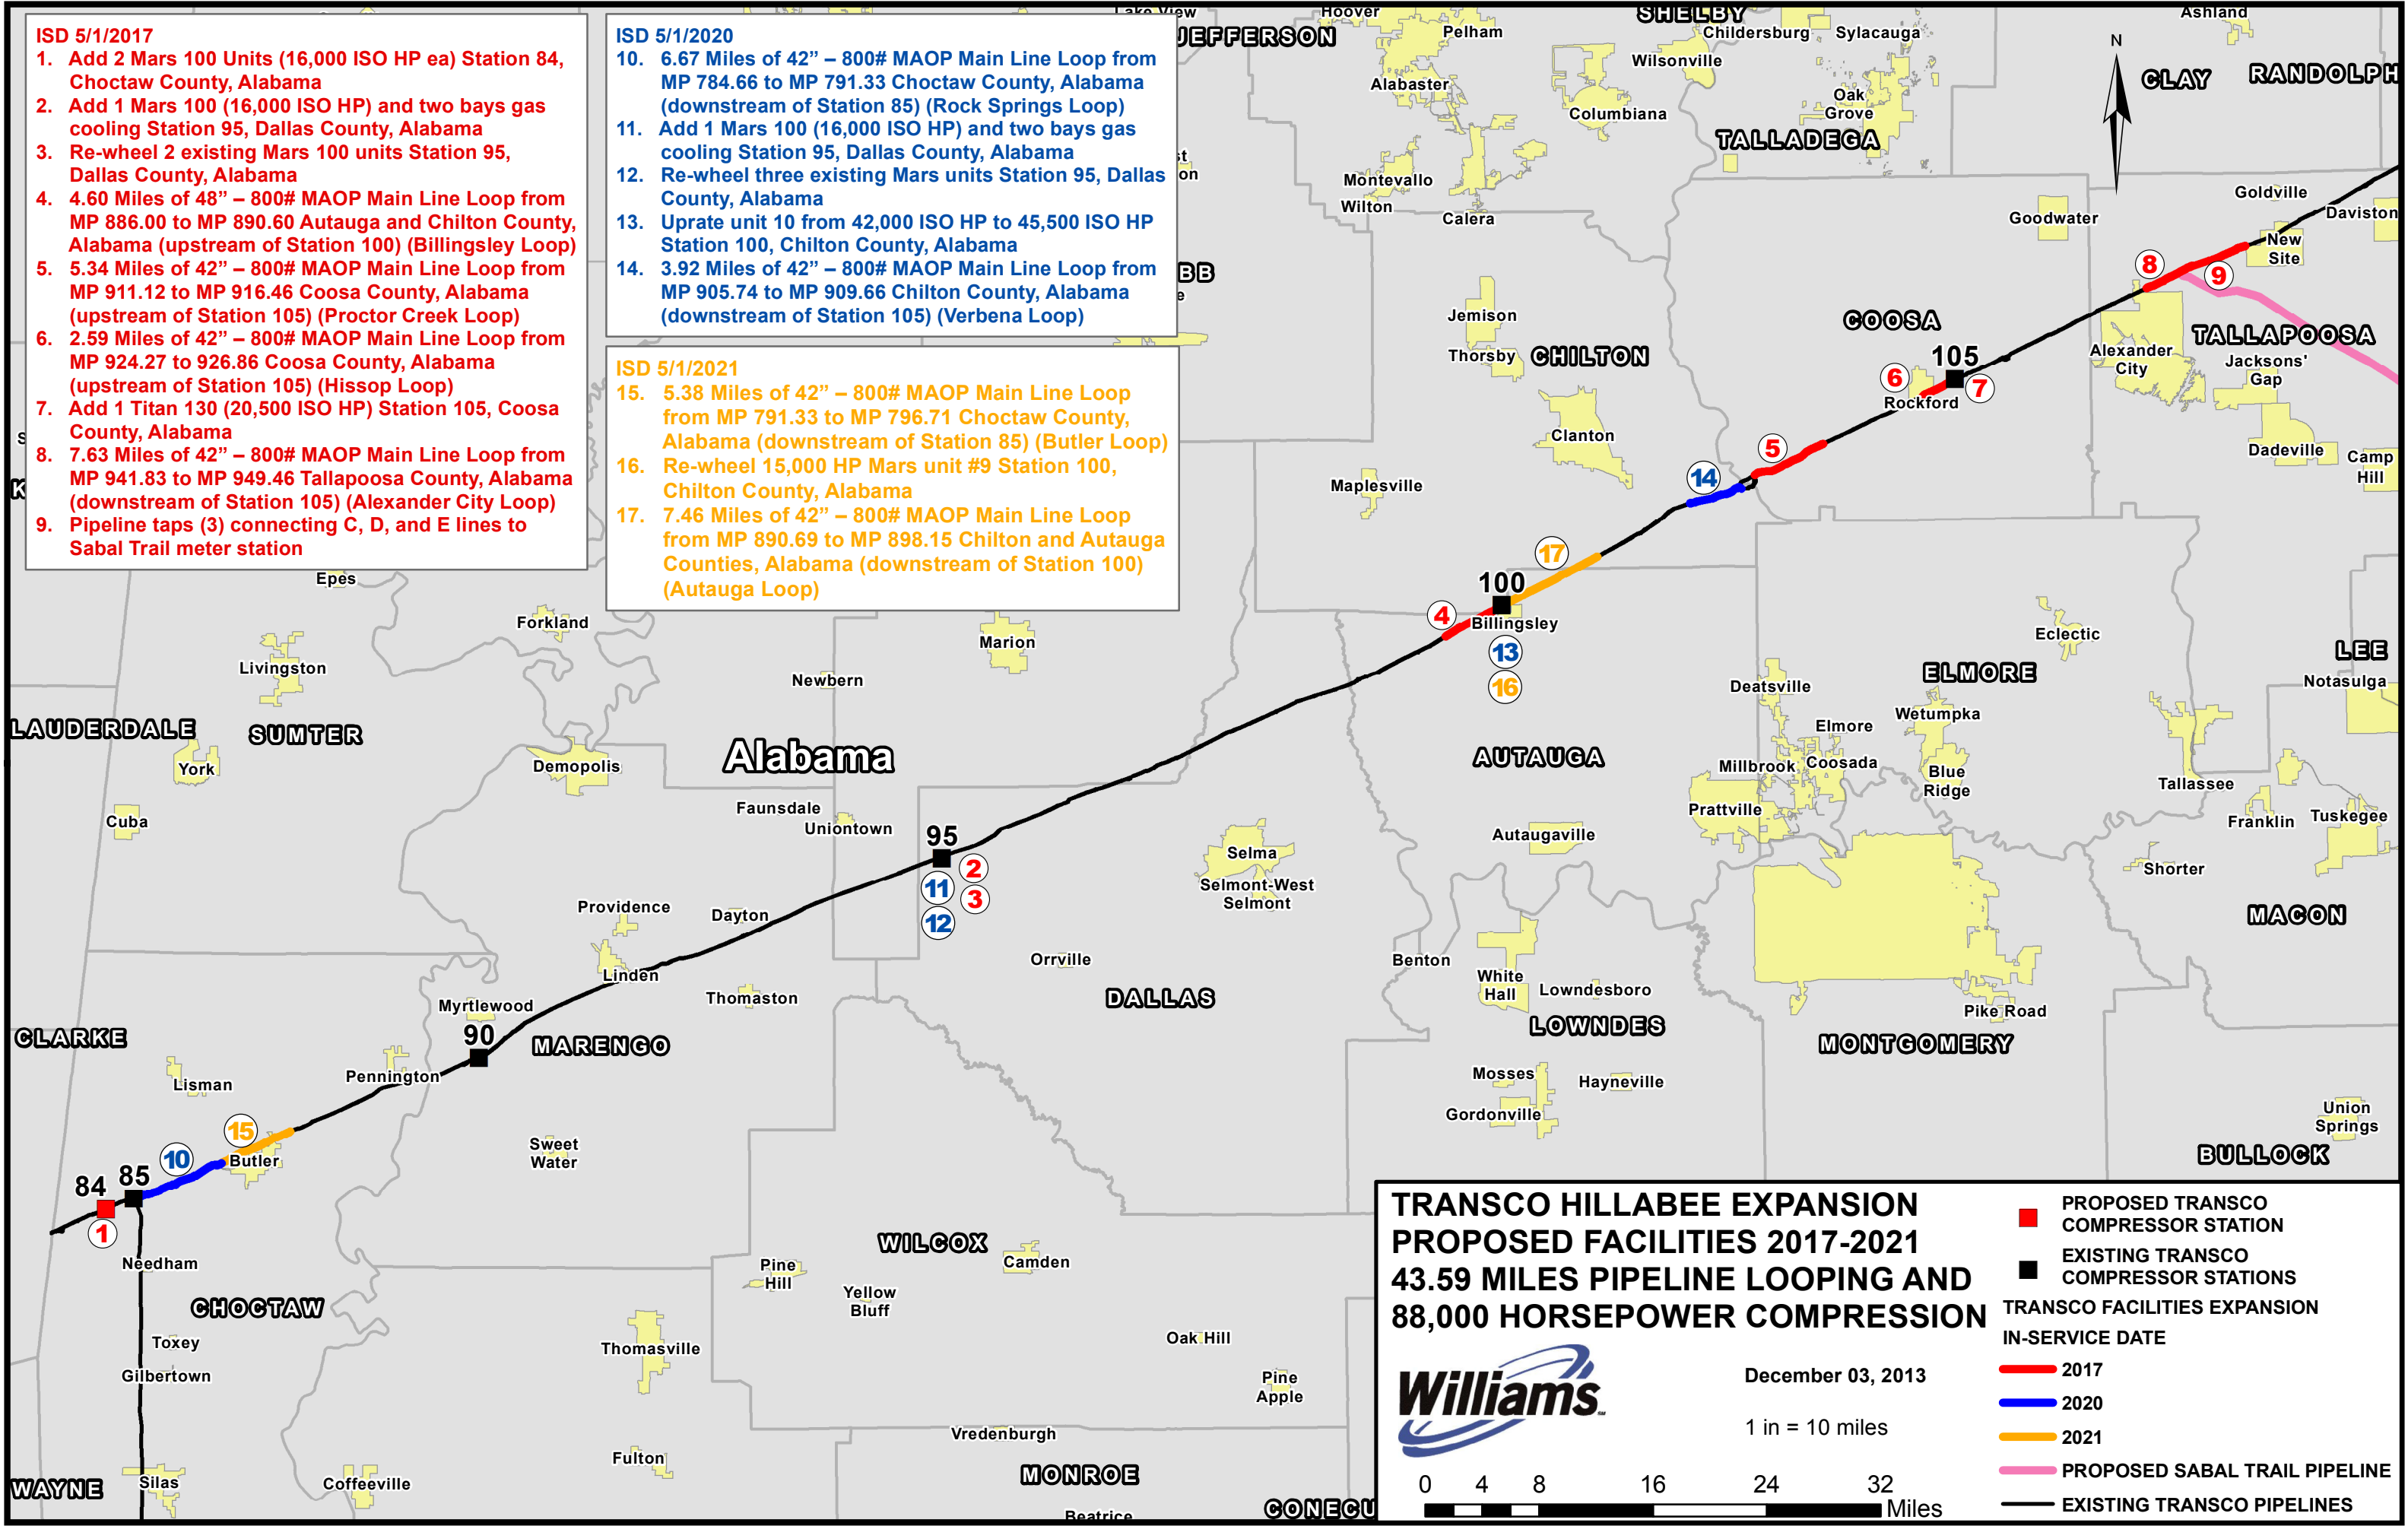 ISD 5/1/2017
1. Add 2 Mars 100 Units (16,000 ISO HP ea) Station 84,
Choctaw County, Alabama
2. Add 1 Mars 100 (16,000 ISO HP) and two bays gas
cooling Station 95, Dallas County, Alabama
3. Re-wheel 2 existing Mars 100 units Station 95,
Dallas County, Alabama
4. 4.60 Miles of 48” – 800# MAOP Main Line Loop from
MP 886.00 to MP 890.60 Autauga and Chilton County,
Alabama (upstream of Station 100) (Billingsley Loop)
5. 5.34 Miles of 42” – 800# MAOP Main Line Loop from
MP 911.12 to MP 916.46 Coosa County, Alabama
(upstream of Station 105) (Proctor Creek Loop)
6. 2.59 Miles of 42” – 800# MAOP Main Line Loop from
MP 924.27 to 926.86 Coosa County, Alabama
(upstream of Station 105) (Hissop Loop)
7. Add 1 Titan 130 (20,500 ISO HP) Station 105, Coosa
County, Alabama
8. 7.63 Miles of 42” – 800# MAOP Main Line Loop from
MP 941.83 to MP 949.46 Tallapoosa County, Alabama
(downstream of Station 105) (Alexander City Loop)
9. Pipeline taps (3) connecting C, D, and E lines to
Sabal Trail meter station
ISD 5/1/2020
10. 6.67 Miles of 42” – 800# MAOP Main Line Loop from
MP 784.66 to MP 791.33 Choctaw County, Alabama
(downstream of Station 85) (Rock Springs Loop)
11. Add 1 Mars 100 (16,000 ISO HP) and two bays gas
cooling Station 95, Dallas County, Alabama
12. Re-wheel three existing Mars units Station 95, Dallas
County, Alabama
13. Uprate unit 10 from 42,000 ISO HP to 45,500 ISO HP
Station 100, Chilton County, Alabama
14. 3.92 Miles of 42” – 800# MAOP Main Line Loop from
MP 905.74 to MP 909.66 Chilton County, Alabama
(downstream of Station 105) (Verbena Loop)
ISD 5/1/2021
15. 5.38 Miles of 42” – 800# MAOP Main Line Loop
from MP 791.33 to MP 796.71 Choctaw County,
Alabama (downstream of Station 85) (Butler Loop)
16. Re-wheel 15,000 HP Mars unit #9 Station 100,
Chilton County, Alabama
17. 7.46 Miles of 42” – 800# MAOP Main Line Loop
from MP 890.69 to MP 898.15 Chilton and Autauga
Counties, Alabama (downstream of Station 100)
(Autauga Loop)
Lake View
Hoover
SHELBY
Ashland
JEFFERSON
Pelham
Childersburg
Sylacauga
N
Wilsonville
CLAY
RANDOLPH
Alabaster
Columbiana
Oak
Grove
TALLADEGA
Montevallo
Wilton
Calera
Goldville
Goodwater
Daviston
New
Site
8
9
BB
Jemison
COOSA
TALLAPOOSA
Thorsby
CHILTON
105
Alexander
City
Jacksons'
Gap
6
7
Rockford
Clanton
5
Dadeville
Camp
Hill
14
Maplesville
17
100
4
Billingsley
13
16
Epes
Forkland
Marion
Eclectic
LEE
Livingston
Newbern
ELMORE
Notasulga
Deatsville
LAUDERDALE
SUMTER
Wetumpka
Elmore
Alabama
AUTAUGA
York
Demopolis
Millbrook
Coosada
Blue
Ridge
Tallassee
Cuba
Faunsdale
Uniontown
Prattville
Franklin
Tuskegee
95
Autaugaville
2
11
3
12
Selma
Selmont-West
Selmont
Shorter
Providence
Dayton
MACON
Linden
Orrville
Benton
White
Hall
Lowndesboro
Thomaston
DALLAS
Myrtlewood
Pike Road
CLARKE
90
MARENGO
LOWNDES
MONTGOMERY
Lisman
Pennington
Mosses
Hayneville
Gordonville
Union
Springs
15
Butler
10
Sweet
Water
BULLOCK
84
85
1
Needham
WILCOX
Camden
Pine
Hill
Yellow
Bluff
CHOCTAW
Toxey
Gilbertown
Thomasville
Oak Hill
Pine
Apple
Vredenburgh
Fulton
WAYNE
Silas
Coffeeville
MONROE
Beatrice
CONECU
TRANSCO HILLABEE EXPANSION
PROPOSED FACILITIES 2017-2021
43.59 MILES PIPELINE LOOPING AND
88,000 HORSEPOWER COMPRESSION
Williams
December 03, 2013
1 in = 10 miles
0 4 8 16 24 32
Miles
PROPOSED TRANSCO
COMPRESSOR STATION
EXISTING TRANSCO
COMPRESSOR STATIONS
TRANSCO FACILITIES EXPANSION
IN-SERVICE DATE
2017
2020
2021
PROPOSED SABAL TRAIL PIPELINE
EXISTING TRANSCO PIPELINES